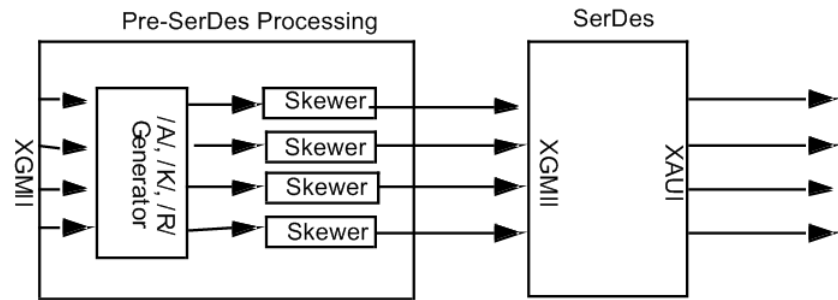 Pre-SerDes Processing
SerDes
XGMII
/A/, /K/, /R/
Generator
Skewer
Skewer
Skewer
Skewer
XGMII
XAUI